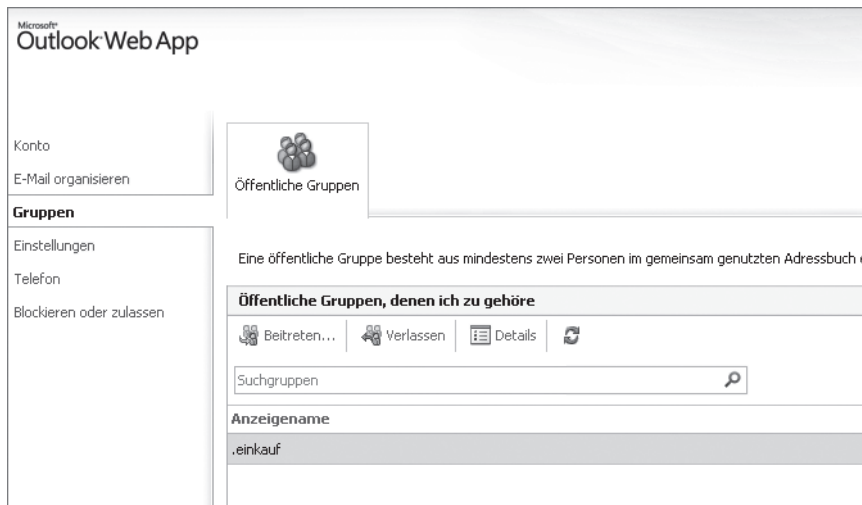 Microsoft®
Outlook Web App
Konto
E-Mail organisieren
Gruppen
Einstellungen
Telefon
Blockieren oder zulassen
Öffentliche Gruppen
Eine öffentliche Gruppe besteht aus mindestens zwei Personen im gemeinsam genutzten Adressbuch
Öffentliche Gruppen, denen ich zu gehöre
Beitreten... Verlassen Details
Suchgruppen
Anzeigename
.einkauf